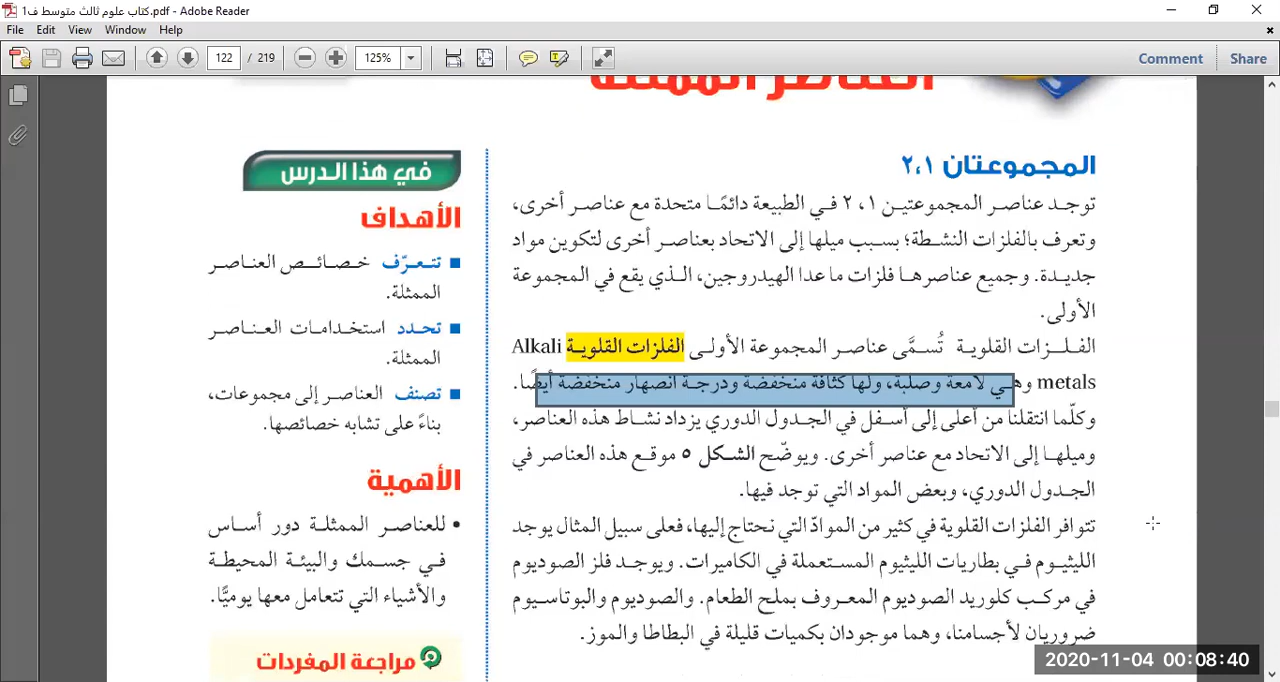 كتاب علوم ثالث متوسط ف1.pdf - Adobe Reader
File Edit View Window Help
122 / 219 125% Comment Share
العناصر الممثلة
المجموعتان ١، ٢
توجد عناصر المجموعتين ١، ٢ في الطبيعة دائمًا متحدة مع عناصر أخرى،
وتعرف بالفلزات النشطة؛ بسبب ميلها إلى الاتحاد بعناصر أخرى لتكوين مواد
جديدة. وجميع عناصرها فلزات ما عدا الهيدروجين، الذي يقع في المجموعة
الأولى.
الفلزات القلوية تُسمَّى عناصر المجموعة الأولى الفلزات القلوية Alkali
metals وهي لامعة وصلبة، ولها كثافة منخفضة ودرجة انصهار منخفضة أيضًا.
وكلّما انتقلنا من أعلى إلى أسفل في الجدول الدوري يزداد نشاط هذه العناصر،
وميلها إلى الاتحاد مع عناصر أخرى. ويوضّح الشكل ٥ موقع هذه العناصر في
الجدول الدوري، وبعض المواد التي توجد فيها.
تتوافر الفلزات القلوية في كثير من الموادّ التي نحتاج إليها، فعلى سبيل المثال يوجد
الليثيوم في بطاريات الليثيوم المستعملة في الكاميرات. ويوجد فلز الصوديوم
في مركب كلوريد الصوديوم المعروف بملح الطعام. والصوديوم والبوتاسيوم
ضروريان لأجسامنا، وهما موجودان بكميات قليلة في البطاطا والموز.
في هذا الدرس
الأهداف
تتعرّف خصائص العناصر
الممثلة.
تحدد استخدامات العناصر
الممثلة.
تصنف العناصر إلى مجموعات،
بناءً على تشابه خصائصها.
الأهمية
• للعناصر الممثلة دور أساس
في جسمك والبيئة المحيطة
والأشياء التي تتعامل معها يوميًّا.
مراجعة المفردات
2020-11-04 00:08:40